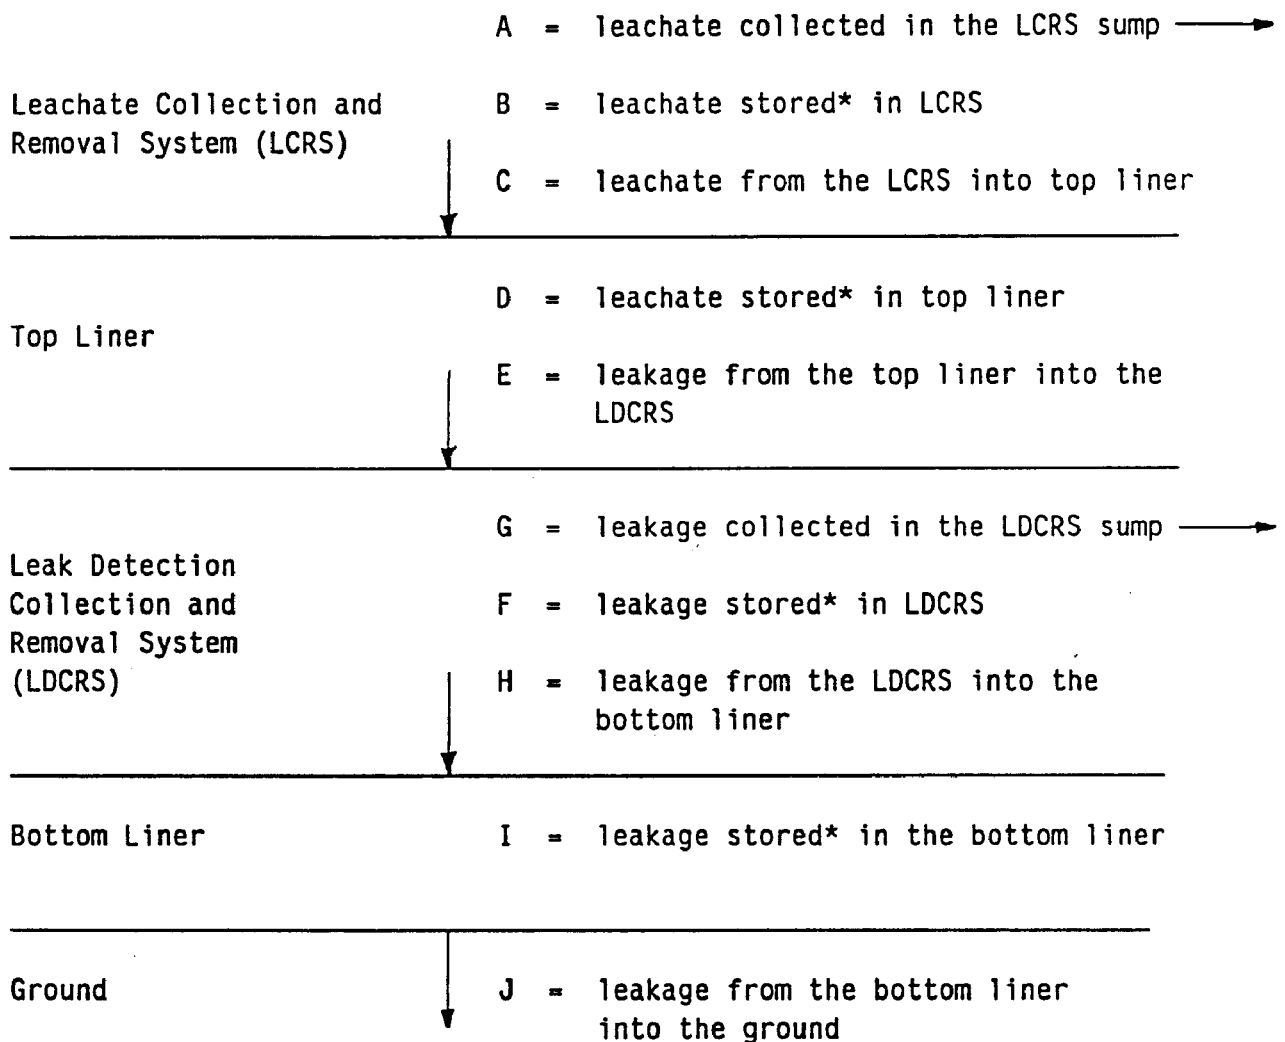 A = leachate collected in the LCRS sump
Leachate Collection and
Removal System (LCRS)
B = leachate stored* in LCRS
C = leachate from the LCRS into top liner
Top Liner
D = leachate stored* in top liner
E = leakage from the top liner into the
LDCRS
Leak Detection
Collection and
Removal System
(LDCRS)
G = leakage collected in the LDCRS sump
F = leakage stored* in LDCRS
H = leakage from the LDCRS into the
bottom liner
Bottom Liner
I = leakage stored* in the bottom liner
Ground
J = leakage from the bottom liner
into the ground